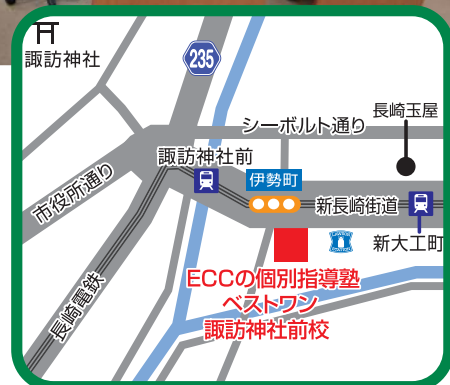 諏訪神社
235
長崎玉屋
シーボルト通り
諏訪神社前
伊勢町
市役所通り
新長崎街道
新大工町
長崎電鉄
ECCの個別指導塾
ベストワン
諏訪神社前校